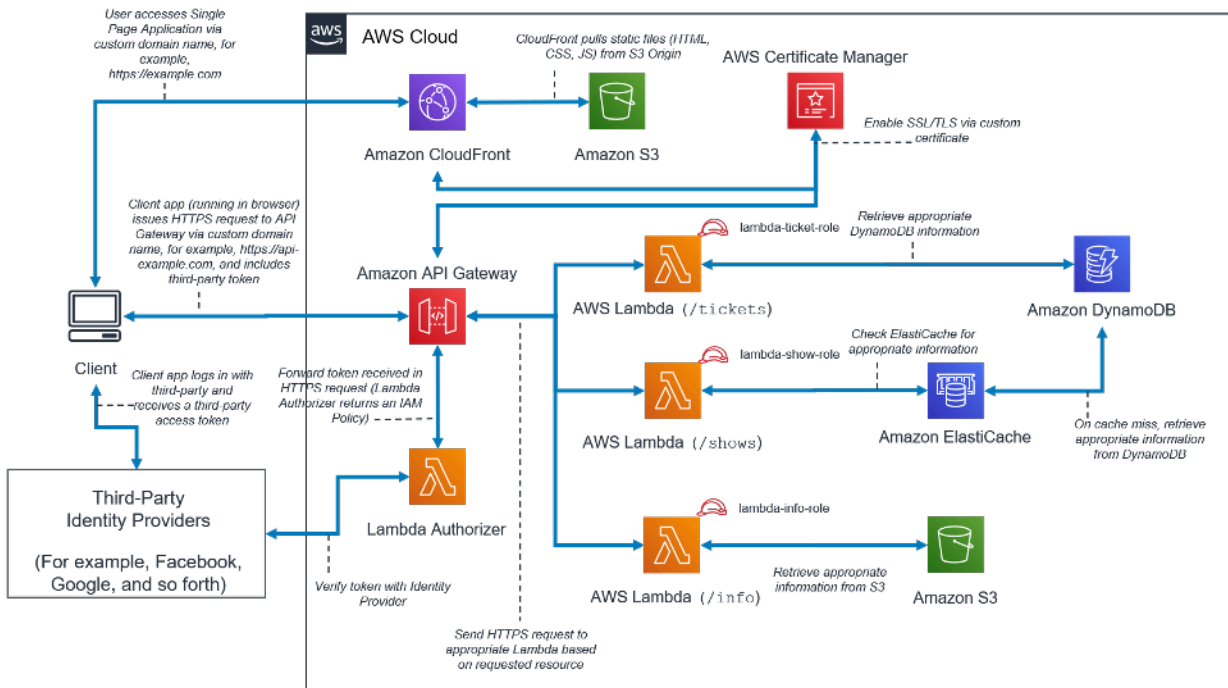 User accesses Single
Page Application via
custom domain name, for
example,
https://example.com
aws
AWS Cloud
CloudFront pulls static files (HTML,
CSS, JS) from S3 Origin
AWS Certificate Manager
Enable SSL/TLS via custom
certificate
Amazon CloudFront
Amazon S3
Client app (running in browser)
issues HTTPS request to API
Gateway via custom domain
name, for example, https://api-
example.com, and includes
third-party token
Amazon API Gateway
lambda-ticket-role
Retrieve appropriate
DynamoDB information
AWS Lambda (/tickets)
Amazon DynamoDB
Client
Client app logs in with
third-party and
receives a third-party
access token
Forward token received in
HTTPS request (Lambda
Authorizer returns an IAM
Policy)
lambda-show-role
Check ElastiCache for
appropriate information
AWS Lambda (/shows)
Amazon ElastiCache
On cache miss, retrieve
appropriate information
from DynamoDB
Third-Party
Identity Providers
(For example, Facebook,
Google, and so forth)
Lambda Authorizer
Verify token with Identity
Provider
lambda-info-role
AWS Lambda (/info)
Retrieve appropriate
information from S3
Amazon S3
Send HTTPS request to
appropriate Lambda based
on requested resource